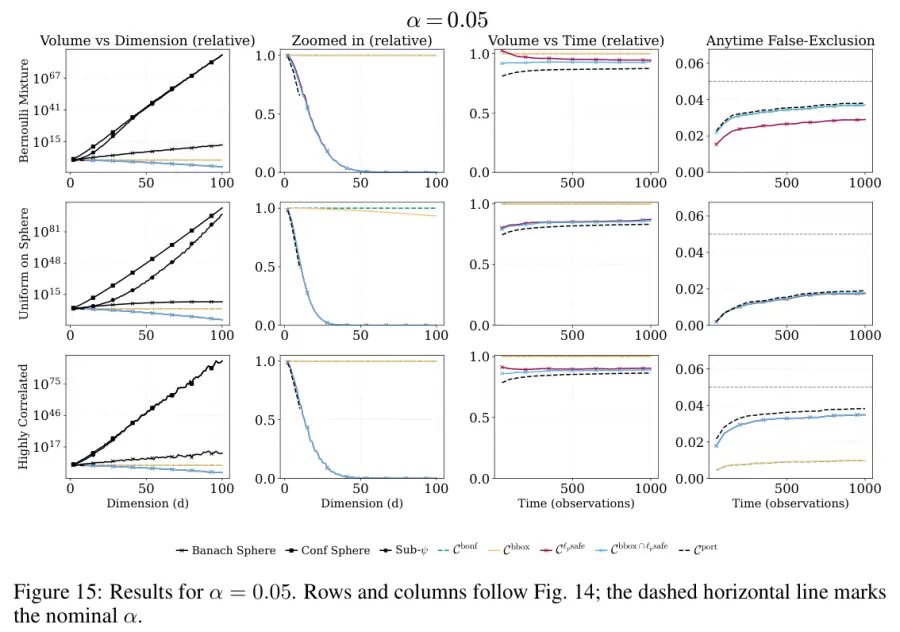 α = 0.05
Volume vs Dimension (relative) Zoomed in (relative) Volume vs Time (relative) Anytime False-Exclusion
Bernoulli Mixture
10^67
10^41
10^15
0 50 100
1.0
0.5
0.0
0 50 100
1.0
0.5
0.0
500 1000
0.06
0.04
0.02
0.00
500 1000
Uniform on Sphere
10^81
10^48
10^15
0 50 100
1.0
0.5
0.0
0 50 100
1.0
0.5
0.0
500 1000
0.06
0.04
0.02
0.00
500 1000
Highly Correlated
10^75
10^46
10^17
0 50 100
Dimension (d)
1.0
0.5
0.0
0 50 100
Dimension (d)
1.0
0.5
0.0
500 1000
Time (observations)
0.06
0.04
0.02
0.00
500 1000
Time (observations)
Banach Sphere Conf Sphere Sub-ψ C^bonf C^bbox C^ℓp safe C^bbox ∩ ℓp safe C^port
Figure 15: Results for α = 0.05. Rows and columns follow Fig. 14; the dashed horizontal line marks
the nominal α.